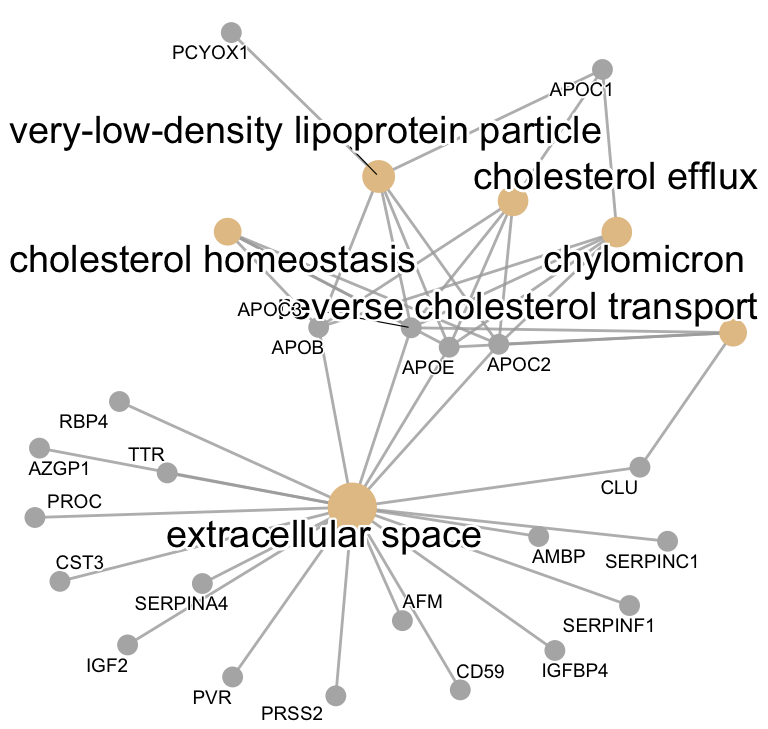 PCYOX1
APOC1
very-low-density lipoprotein particle
cholesterol efflux
cholesterol homeostasis
chylomicron
APOC3
reverse cholesterol transport
APOB
APOE
APOC2
RBP4
TTR
AZGP1
CLU
PROC
extracellular space
CST3
AMBP
SERPINC1
SERPINA4
AFM
SERPINF1
IGF2
CD59
IGFBP4
PVR
PRSS2